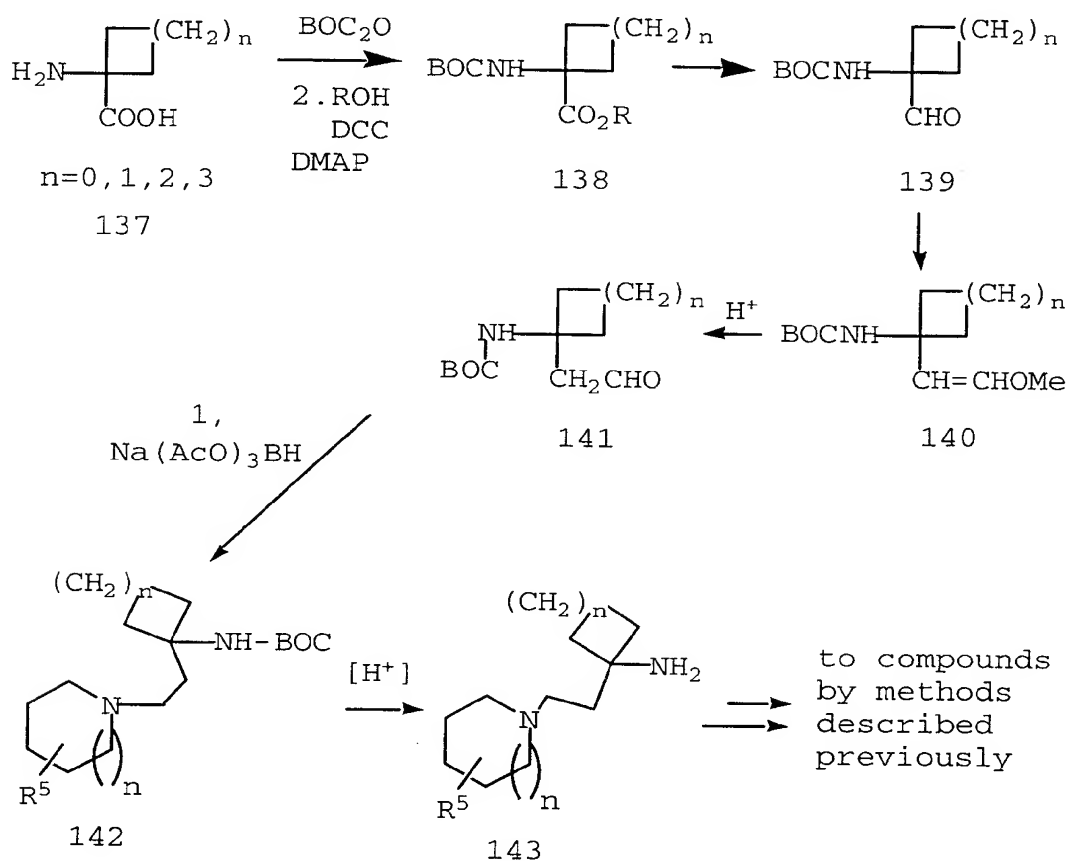 H₂N (CH₂)ₙ COOH
n=0,1,2,3
137
BOC₂O
2.ROH
DCC
DMAP
BOCNH (CH₂)ₙ CO₂R
138
BOCNH (CH₂)ₙ CHO
139
BOCNH (CH₂)ₙ CH=CHOMe
140
H⁺
NH (CH₂)ₙ BOC CH₂CHO
141
1,
Na(AcO)₃BH
(CH₂)ₙ NH-BOC N R⁵ ( )ₙ
142
[H⁺]
(CH₂)ₙ NH₂ N R⁵ ( )ₙ
143
to compounds
by methods
described
previously